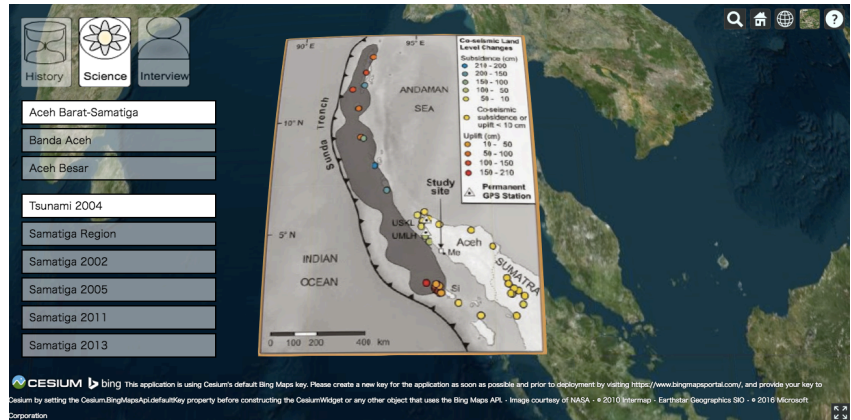 History
Science
Interview
Aceh Barat-Samatiga
Banda Aceh
Aceh Besar
Tsunami 2004
Samatiga Region
Samatiga 2002
Samatiga 2005
Samatiga 2011
Samatiga 2013
90° E
95° E
Co-seismic Land
Level Changes
Subsidence (cm)
210 - 200
200 - 150
150 - 100
100 - 50
50 - 10
Co-seismic
subsidence or
uplift < 10 cm
Uplift (cm)
10 - 50
50 - 100
100 - 150
150 - 210
Permanent
GPS Station
ANDAMAN
SEA
10° N
Sunda Trench
Study
site
USKL
UMLH
Aceh
Me
5° N
INDIAN
OCEAN
SUMATRA
SI
0 100 200 400 km
?
CESIUM bing This application is using Cesium's default Bing Maps key. Please create a new key for the application as soon as possible and prior to deployment by visiting https://www.bingmapsportal.com/, and provide your key to
Cesium by setting the Cesium.BingMapsApi.defaultKey property before constructing the CesiumWidget or any other object that uses the Bing Maps API. - Image courtesy of NASA - © 2010 Intermap - Earthstar Geographics SIO - © 2016 Microsoft
Corporation